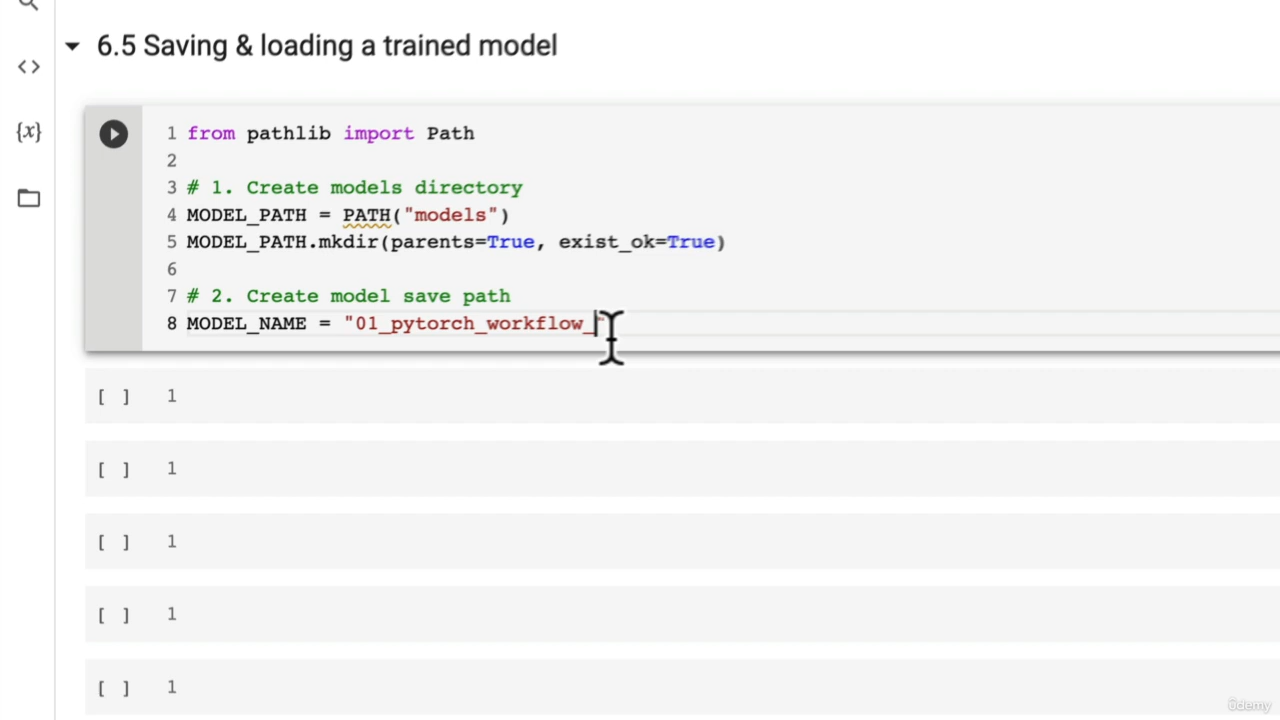 6.5 Saving & loading a trained model
{x}
1 from pathlib import Path
2
3 # 1. Create models directory
4 MODEL_PATH = PATH("models")
5 MODEL_PATH.mkdir(parents=True, exist_ok=True)
6
7 # 2. Create model save path
8 MODEL_NAME = "01_pytorch_workflow_"
[ ] 1
[ ] 1
[ ] 1
[ ] 1
[ ] 1
ûdemy